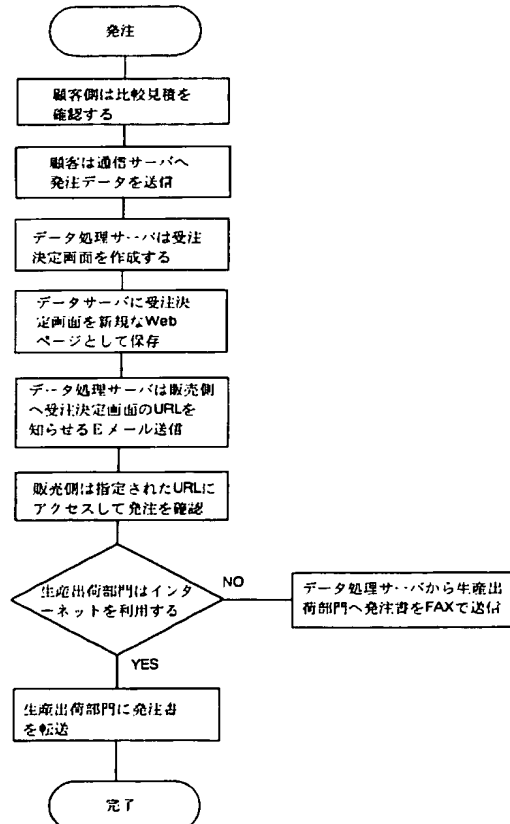 発注
顧客側は比較見積を
確認する
顧客は通信サーバへ
発注データを送信
データ処理サーバは受注
決定画面を作成する
データサーバに受注決
定画面を新規なWeb
ページとして保存
データ処理サーバは販売側
へ受注決定画面のURLを
知らせるEメール送信
販売側は指定されたURLに
アクセスして発注を確認
生産出荷部門はインタ
ーネットを利用する
NO
データ処理サーバから生産出
荷部門へ発注書をFAXで送信
YES
生産出荷部門に発注書
を転送
完了